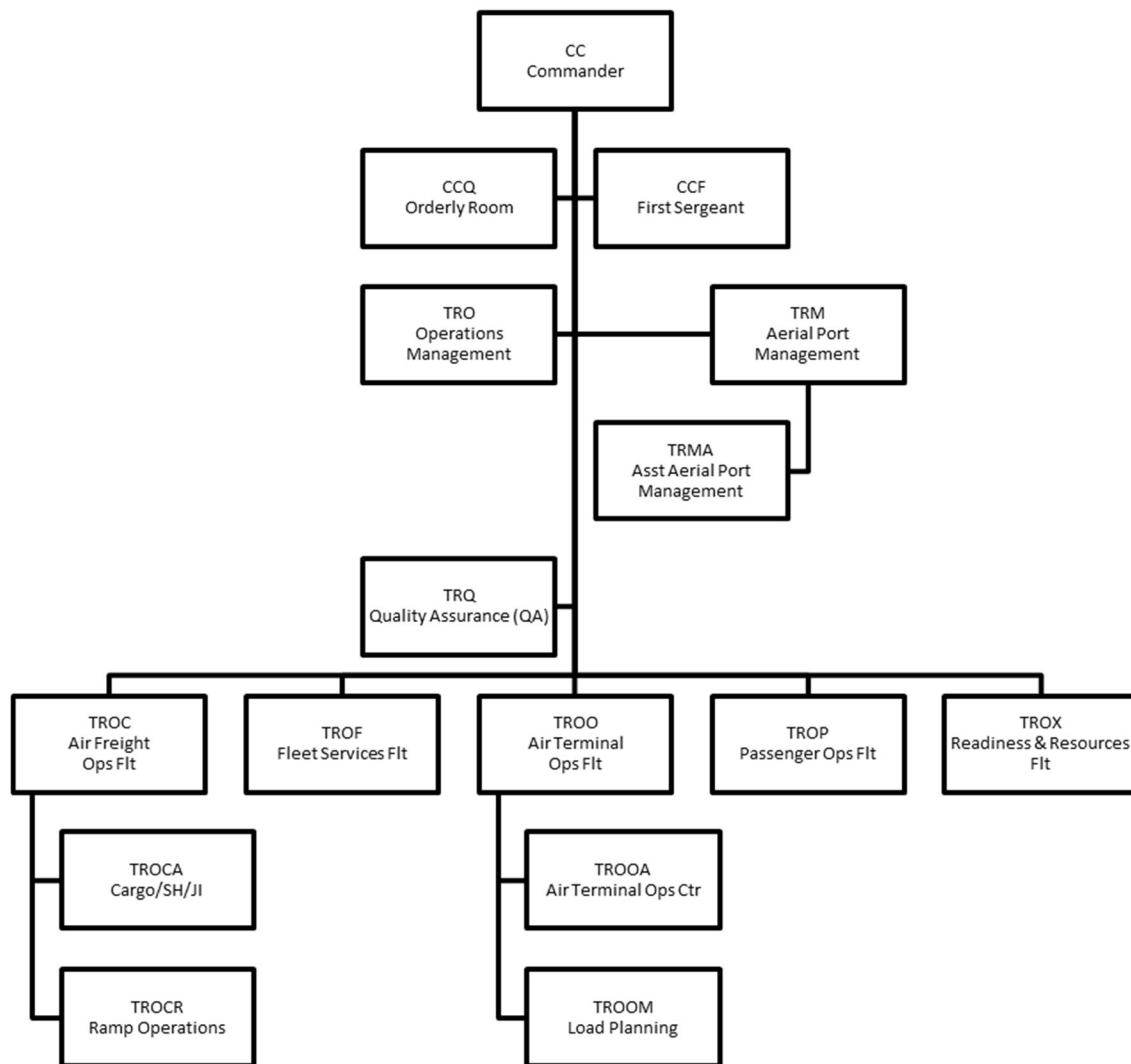 CC
Commander
CCQ
Orderly Room
CCF
First Sergeant
TRO
Operations
Management
TRM
Aerial Port
Management
TRMA
Asst Aerial Port
Management
TRQ
Quality Assurance (QA)
TROC
Air Freight
Ops Flt
TROF
Fleet Services Flt
TROO
Air Terminal
Ops Flt
TROP
Passenger Ops Flt
TROX
Readiness & Resources
Flt
TROCA
Cargo/SH/JI
TROOA
Air Terminal Ops Ctr
TROCR
Ramp Operations
TROOM
Load Planning